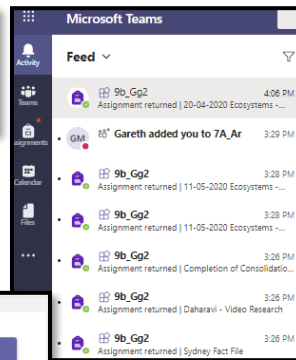 Microsoft Teams
Activity
Teams
ssignments
Calendar
Files
...
Feed
9b_Gg2
4:06 PM
Assignment returned | 20-04-2020 Ecosystems -...
GM
Gareth added you to 7A_Ar
3:29 PM
9b_Gg2
3:28 PM
Assignment returned | 11-05-2020 Ecosystems -...
9b_Gg2
3:28 PM
Assignment returned | 11-05-2020 Ecosystems -...
9b_Gg2
3:26 PM
Assignment returned | Completion of Consolidatio...
9b_Gg2
3:26 PM
Assignment returned | Daharavi - Video Research
9b_Gg2
3:26 PM
Assignment returned | Sydney Fact File